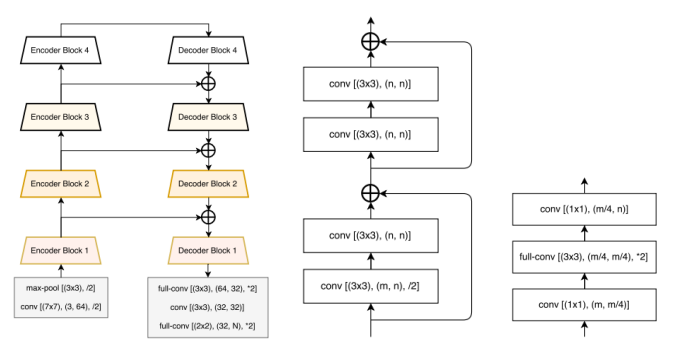 Encoder Block 4
Decoder Block 4
Encoder Block 3
Decoder Block 3
Encoder Block 2
Decoder Block 2
Encoder Block 1
Decoder Block 1
max-pool [(3x3), /2]
conv [(7x7), (3, 64), /2]
full-conv [(3x3), (64, 32), *2]
conv [(3x3), (32, 32)]
full-conv [(2x2), (32, N), *2]
conv [(3x3), (n, n)]
conv [(3x3), (n, n)]
conv [(3x3), (n, n)]
conv [(3x3), (m, n), /2]
conv [(1x1), (m/4, n)]
full-conv [(3x3), (m/4, m/4), *2]
conv [(1x1), (m, m/4)]